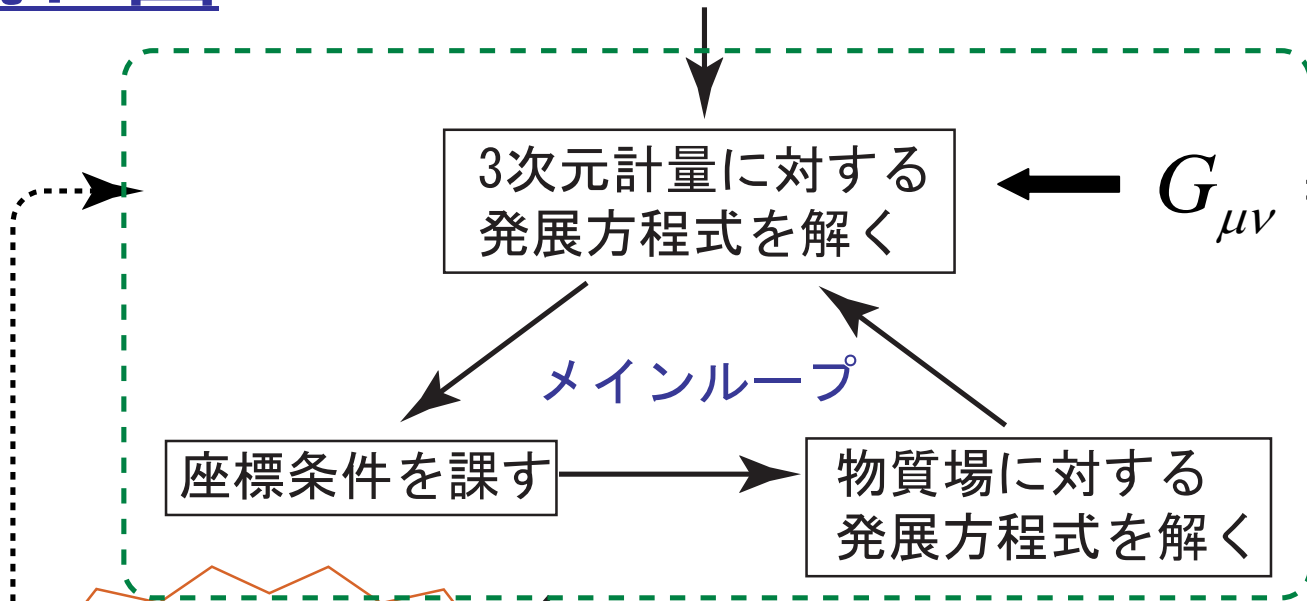 3次元計量に対する
発展方程式を解く
G_{μν}
メインループ
座標条件を課す
物質場に対する
発展方程式を解く